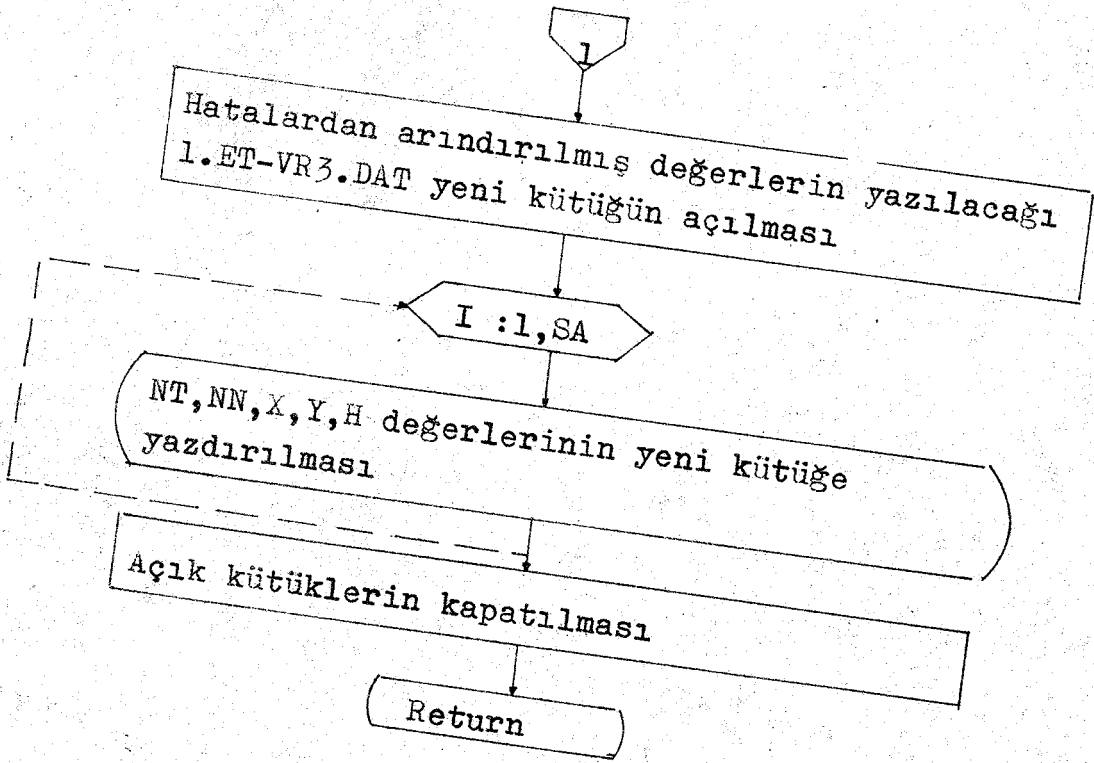 1
Hatalardan arındırılmış değerlerin yazılacağı
1.ET-VR3.DAT yeni kütüğün açılması
I :1,SA
NT,NN,X,Y,H değerlerinin yeni kütüğe
yazdırılması
Açık kütüklerin kapatılması
Return